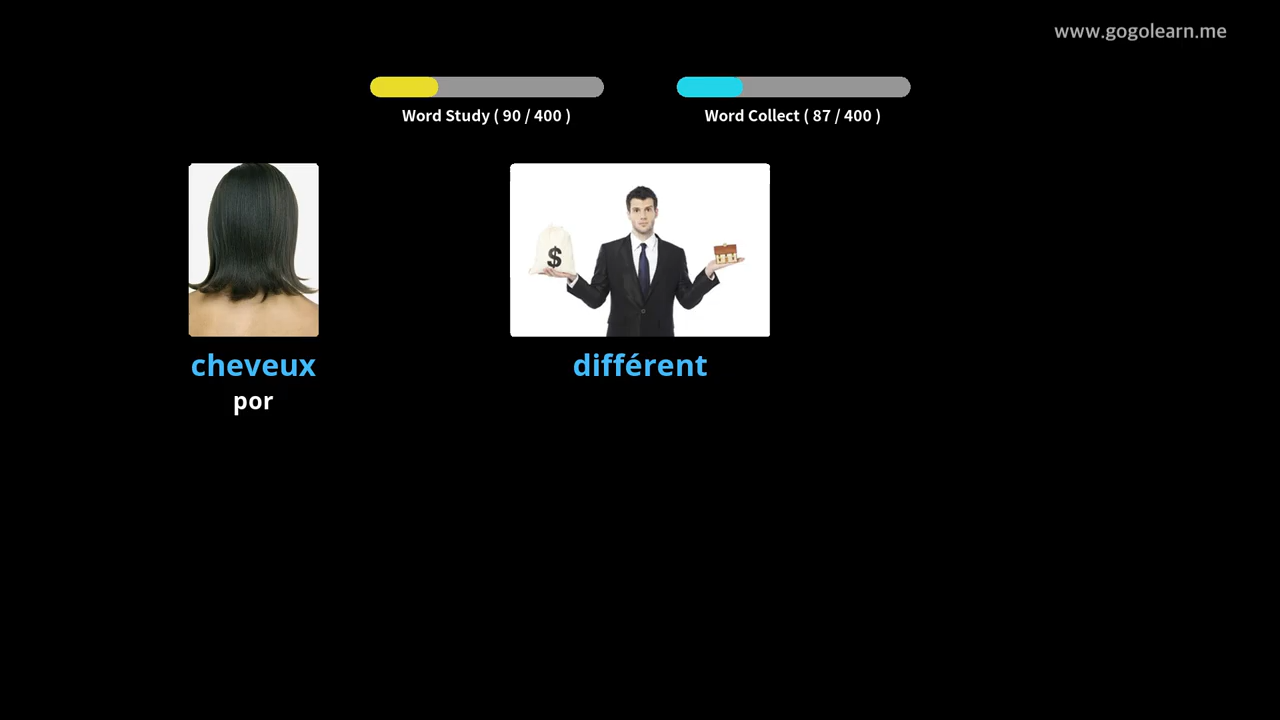 www.gogolearn.me
Word Study ( 90 / 400 )
Word Collect ( 87 / 400 )
$
cheveux
por
différent